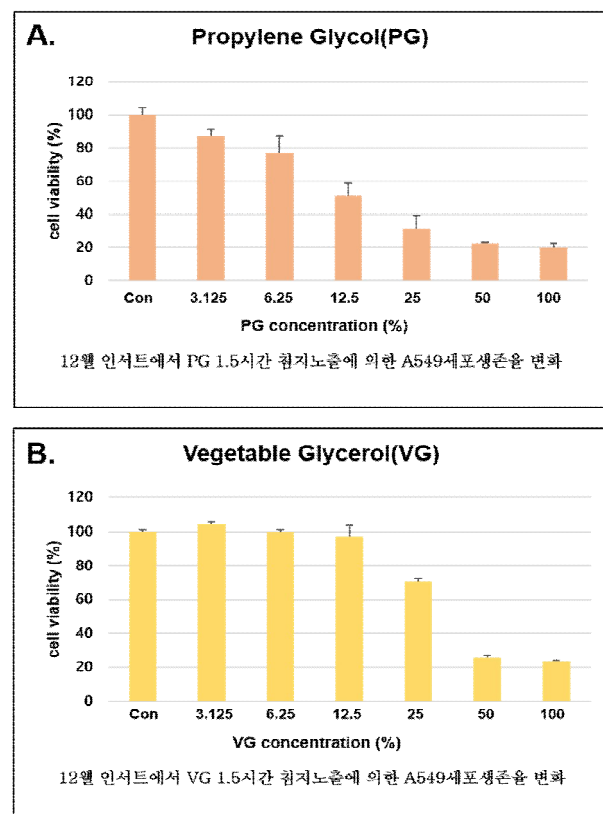 A.
Propylene Glycol(PG)
120
100
80
60
40
20
0
cell viability (%)
Con 3.125 6.25 12.5 25 50 100
PG concentration (%)
12웰 인서트에서 PG 1.5시간 침지노출에 의한 A549세포생존율 변화
B.
Vegetable Glycerol(VG)
120
100
80
60
40
20
0
cell viability (%)
Con 3.125 6.25 12.5 25 50 100
VG concentration (%)
12웰 인서트에서 VG 1.5시간 침지노출에 의한 A549세포생존율 변화